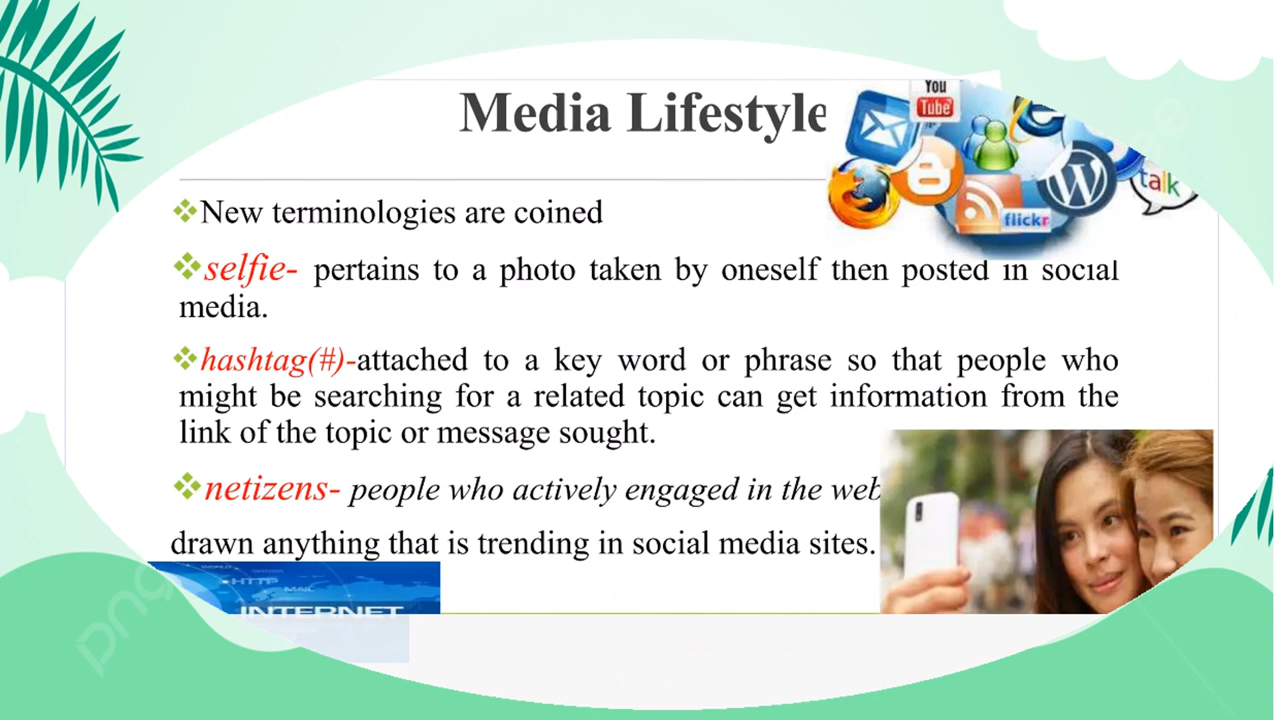 Media Lifestyle
You
Tube
talk
flickr
❖New terminologies are coined
❖selfie- pertains to a photo taken by oneself then posted in social
media.
❖hashtag(#)-attached to a key word or phrase so that people who
might be searching for a related topic can get information from the
link of the topic or message sought.
❖netizens- people who actively engaged in the web
drawn anything that is trending in social media sites.
HTTP
MAIL
INTERNET